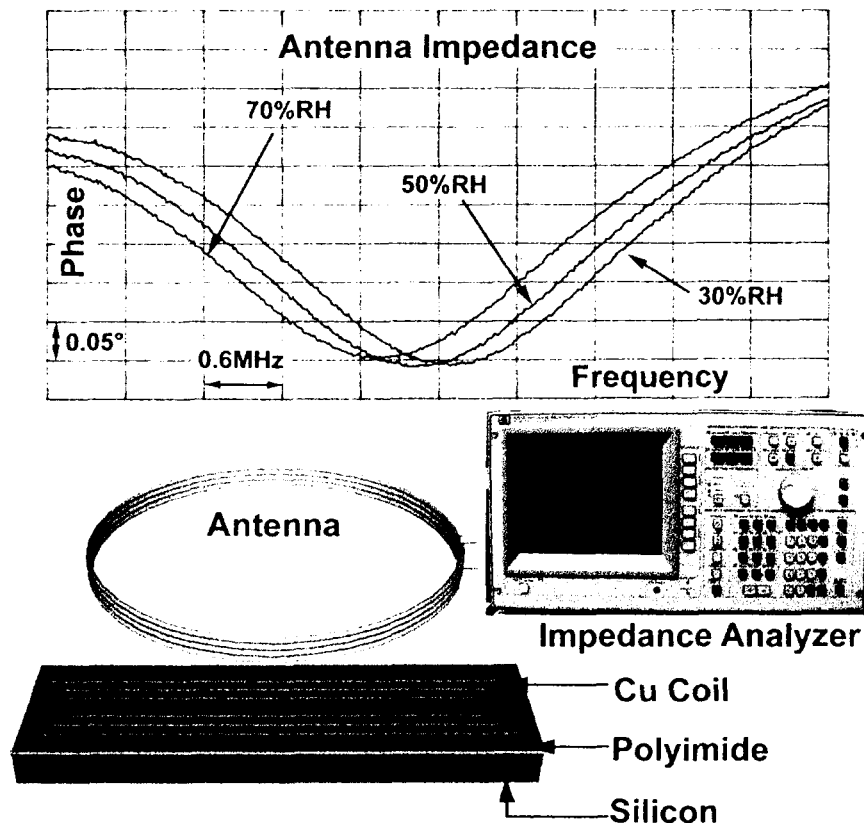 Antenna Impedance
70%RH
50%RH
Phase
30%RH
0.05°
0.6MHz
Frequency
Antenna
Impedance Analyzer
Cu Coil
Polyimide
Silicon